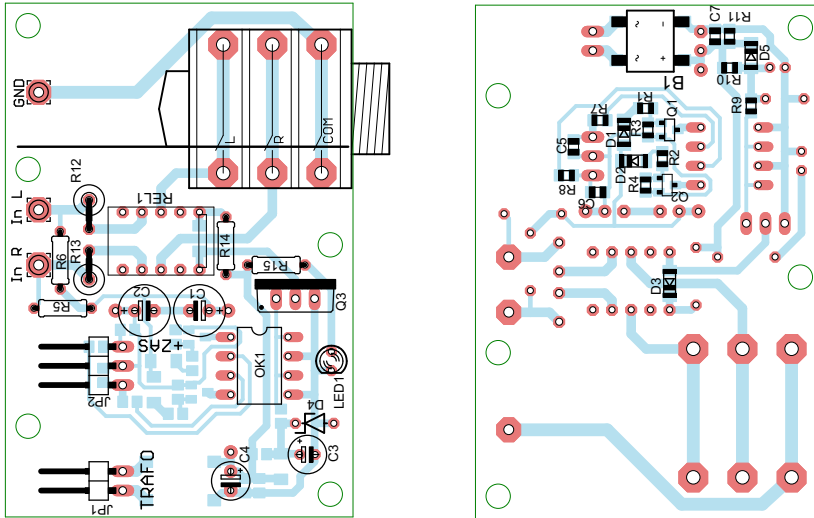 GND
L
R
COM
In L
In R
R12
R13
REL1
R6
R14
R15
R5
C2
C1
Q3
+ZAS
OK1
LED1
JP2
D4
C3
C4
TRAFO
JP1
C7
R11
D5
B1
R10
R9
R1
R7
Q1
R3
D1
C5
R2
D2
R8
R4
C6
Q2
D3